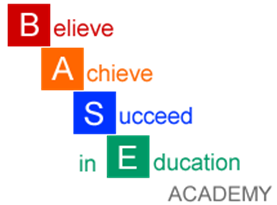 Believe
Achieve
Succeed
in Education
ACADEMY